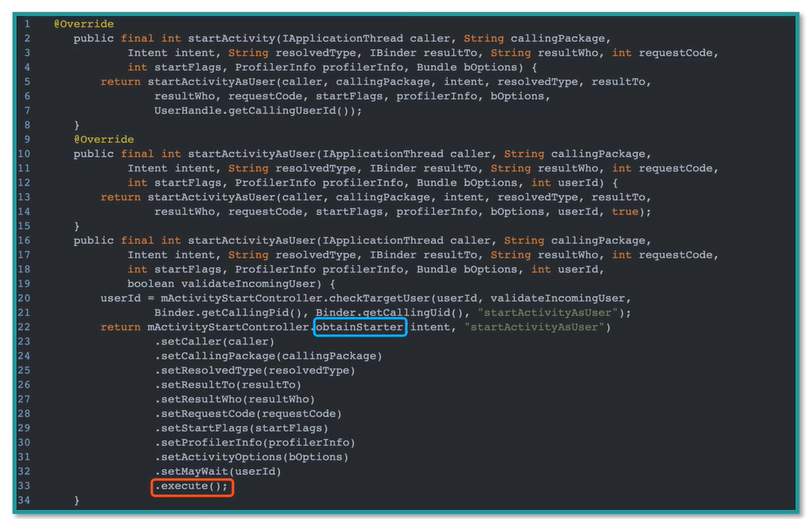 1 @Override
2 public final int startActivity(IApplicationThread caller, String callingPackage,
3 Intent intent, String resolvedType, IBinder resultTo, String resultWho, int requestCode,
4 int startFlags, ProfilerInfo profilerInfo, Bundle bOptions) {
5 return startActivityAsUser(caller, callingPackage, intent, resolvedType, resultTo,
6 resultWho, requestCode, startFlags, profilerInfo, bOptions,
7 UserHandle.getCallingUserId());
8 }
9 @Override
10 public final int startActivityAsUser(IApplicationThread caller, String callingPackage,
11 Intent intent, String resolvedType, IBinder resultTo, String resultWho, int requestCode,
12 int startFlags, ProfilerInfo profilerInfo, Bundle bOptions, int userId) {
13 return startActivityAsUser(caller, callingPackage, intent, resolvedType, resultTo,
14 resultWho, requestCode, startFlags, profilerInfo, bOptions, userId, true);
15 }
16 public final int startActivityAsUser(IApplicationThread caller, String callingPackage,
17 Intent intent, String resolvedType, IBinder resultTo, String resultWho, int requestCode,
18 int startFlags, ProfilerInfo profilerInfo, Bundle bOptions, int userId,
19 boolean validateIncomingUser) {
20 userId = mActivityStartController.checkTargetUser(userId, validateIncomingUser,
21 Binder.getCallingPid(), Binder.getCallingUid(), "startActivityAsUser");
22 return mActivityStartController.obtainStarter(intent, "startActivityAsUser")
23 .setCaller(caller)
24 .setCallingPackage(callingPackage)
25 .setResolvedType(resolvedType)
26 .setResultTo(resultTo)
27 .setResultWho(resultWho)
28 .setRequestCode(requestCode)
29 .setStartFlags(startFlags)
30 .setProfilerInfo(profilerInfo)
31 .setActivityOptions(bOptions)
32 .setMayWait(userId)
33 .execute();
34 }